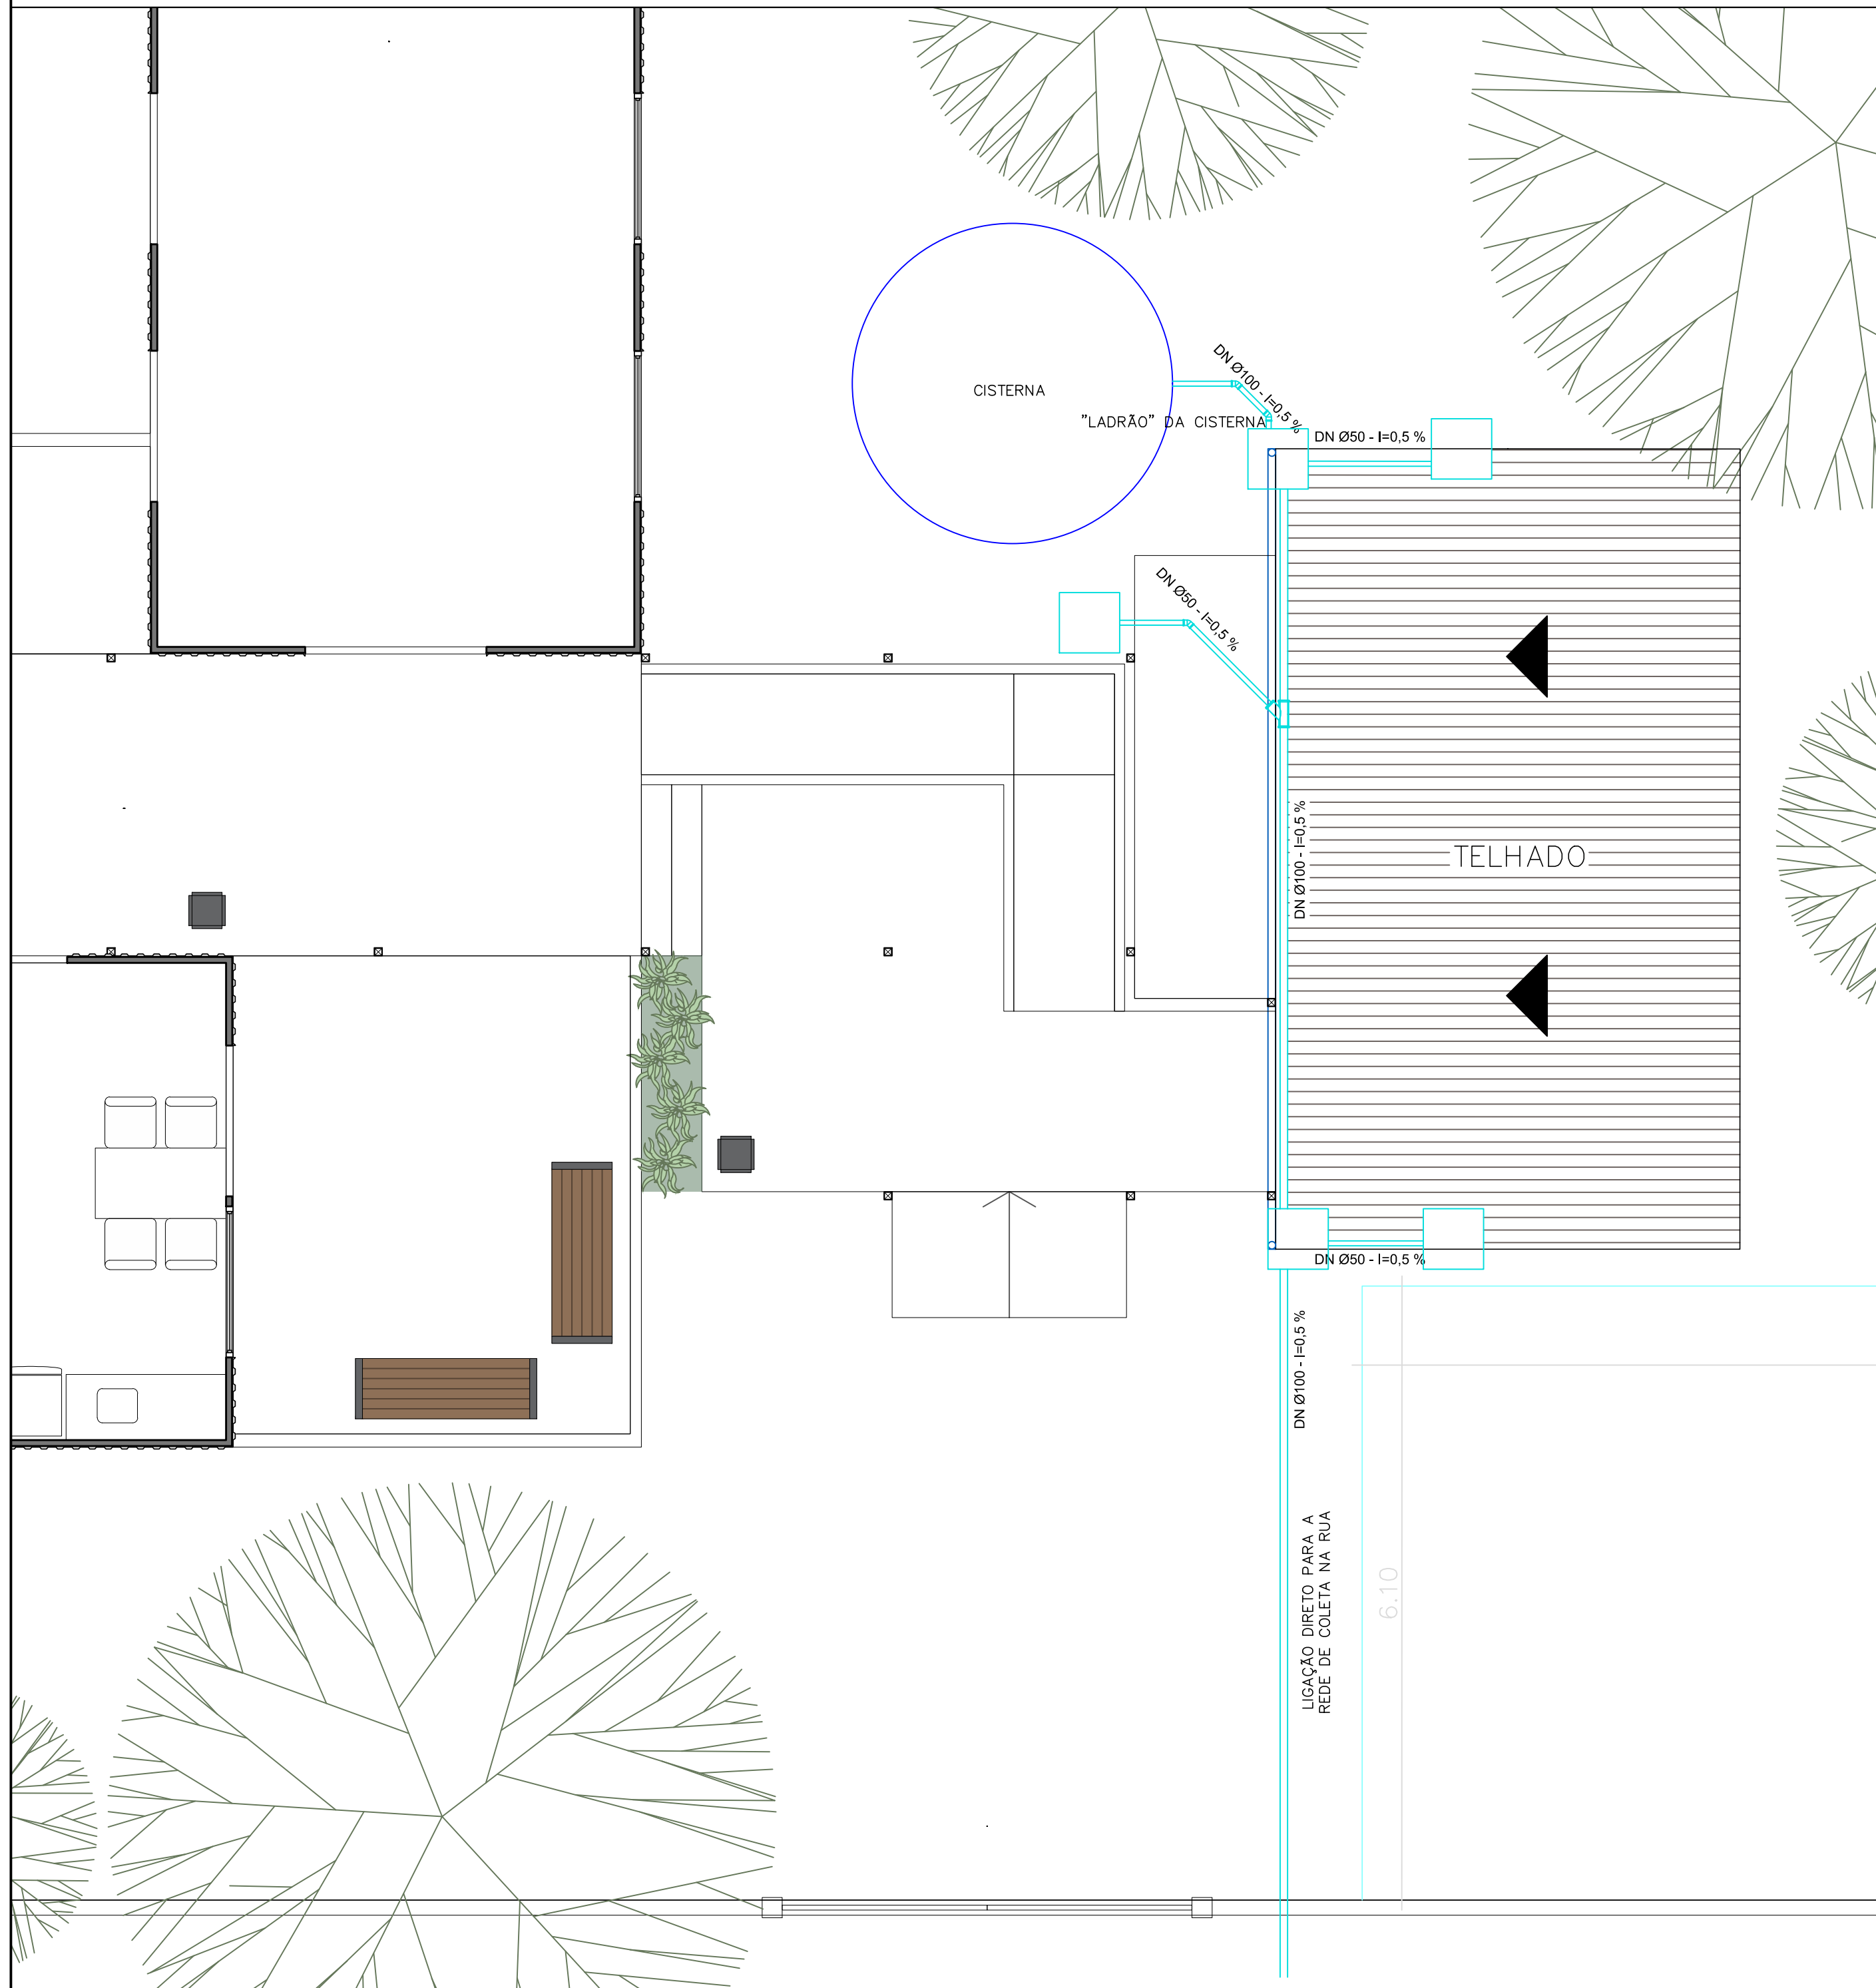 DN Ø100 - I=0,5 %
CISTERNA
"LADRÃO" DA CISTERNA
DN Ø50 - I=0,5 %
DN Ø50 - I=0,5 %
DN Ø100 - I=0,5 %
TELHADO
DN Ø50 - I=0,5 %
DN Ø100 - I=0,5 %
LIGAÇÃO DIRETO PARA A
REDE DE COLETA NA RUA
6.10